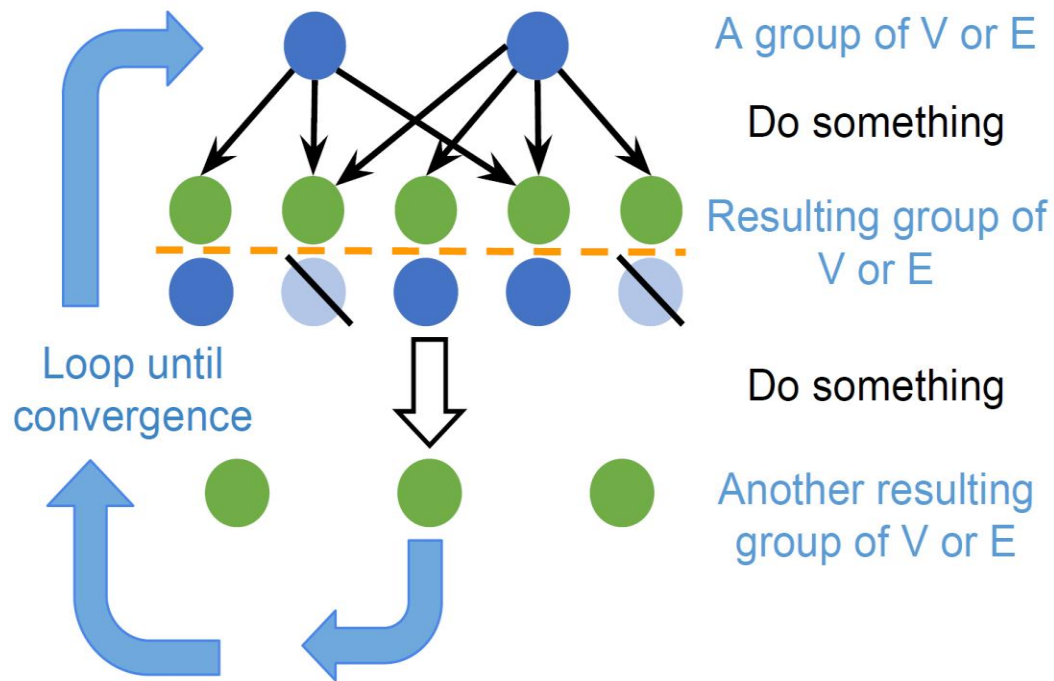 A group of V or E
Do something
Resulting group of
V or E
Loop until
convergence
Do something
Another resulting
group of V or E